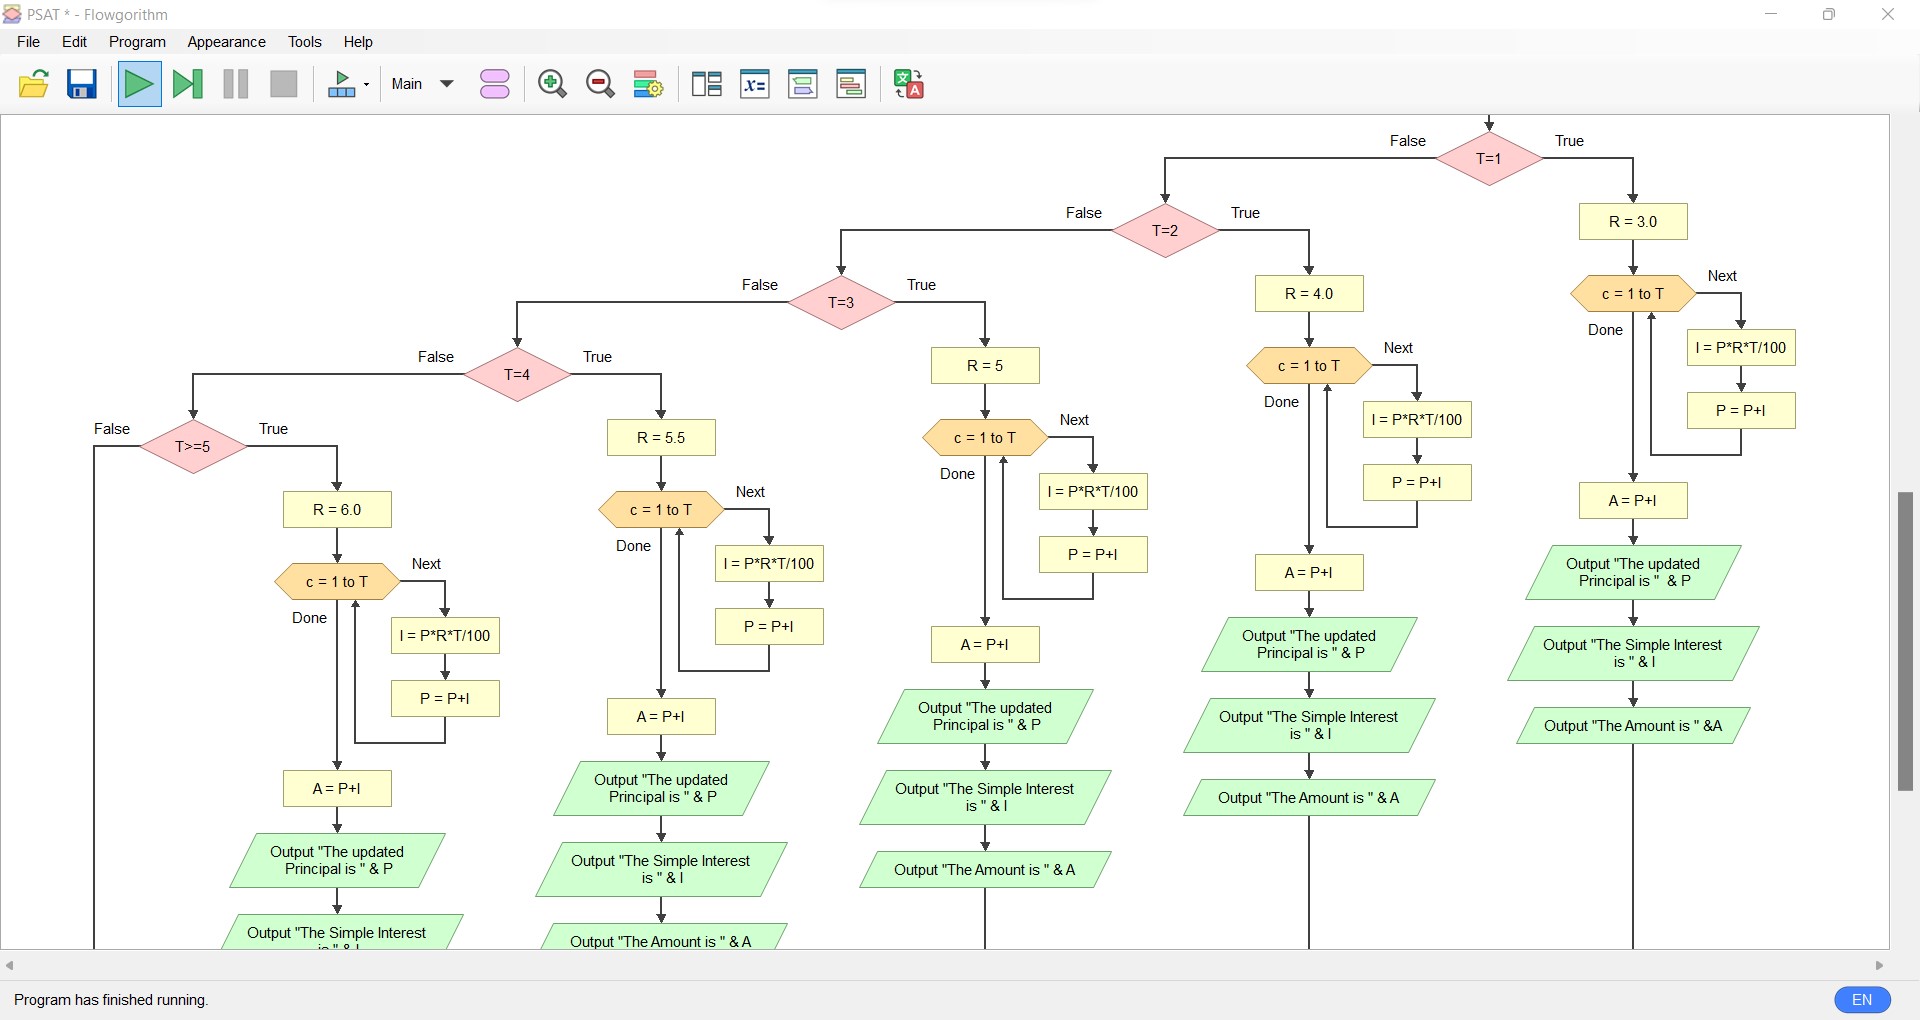 PSAT * - Flowgorithm
File Edit Program Appearance Tools Help
Main
x=
False
T=1
True
False
T=2
True
R = 3.0
False
T=3
True
R = 4.0
c = 1 to T
Next
Done
I = P*R*T/100
P = P+I
False
T=4
True
R = 5
c = 1 to T
Next
Done
I = P*R*T/100
P = P+I
False
T>=5
True
R = 5.5
c = 1 to T
Next
Done
I = P*R*T/100
P = P+I
R = 6.0
c = 1 to T
Next
Done
I = P*R*T/100
P = P+I
c = 1 to T
Next
Done
I = P*R*T/100
P = P+I
A = P+I
Output "The updated
Principal is " & P
Output "The Simple Interest
is " & I
Output "The Amount is " &A
A = P+I
Output "The updated
Principal is " & P
Output "The Simple Interest
is " & I
Output "The Amount is " & A
A = P+I
Output "The updated
Principal is " & P
Output "The Simple Interest
is " & I
Output "The Amount is " & A
A = P+I
Output "The updated
Principal is " & P
Output "The Simple Interest
is " & I
Output "The Amount is " & A
A = P+I
Output "The updated
Principal is " & P
Output "The Simple Interest
is " & I
Program has finished running.
EN